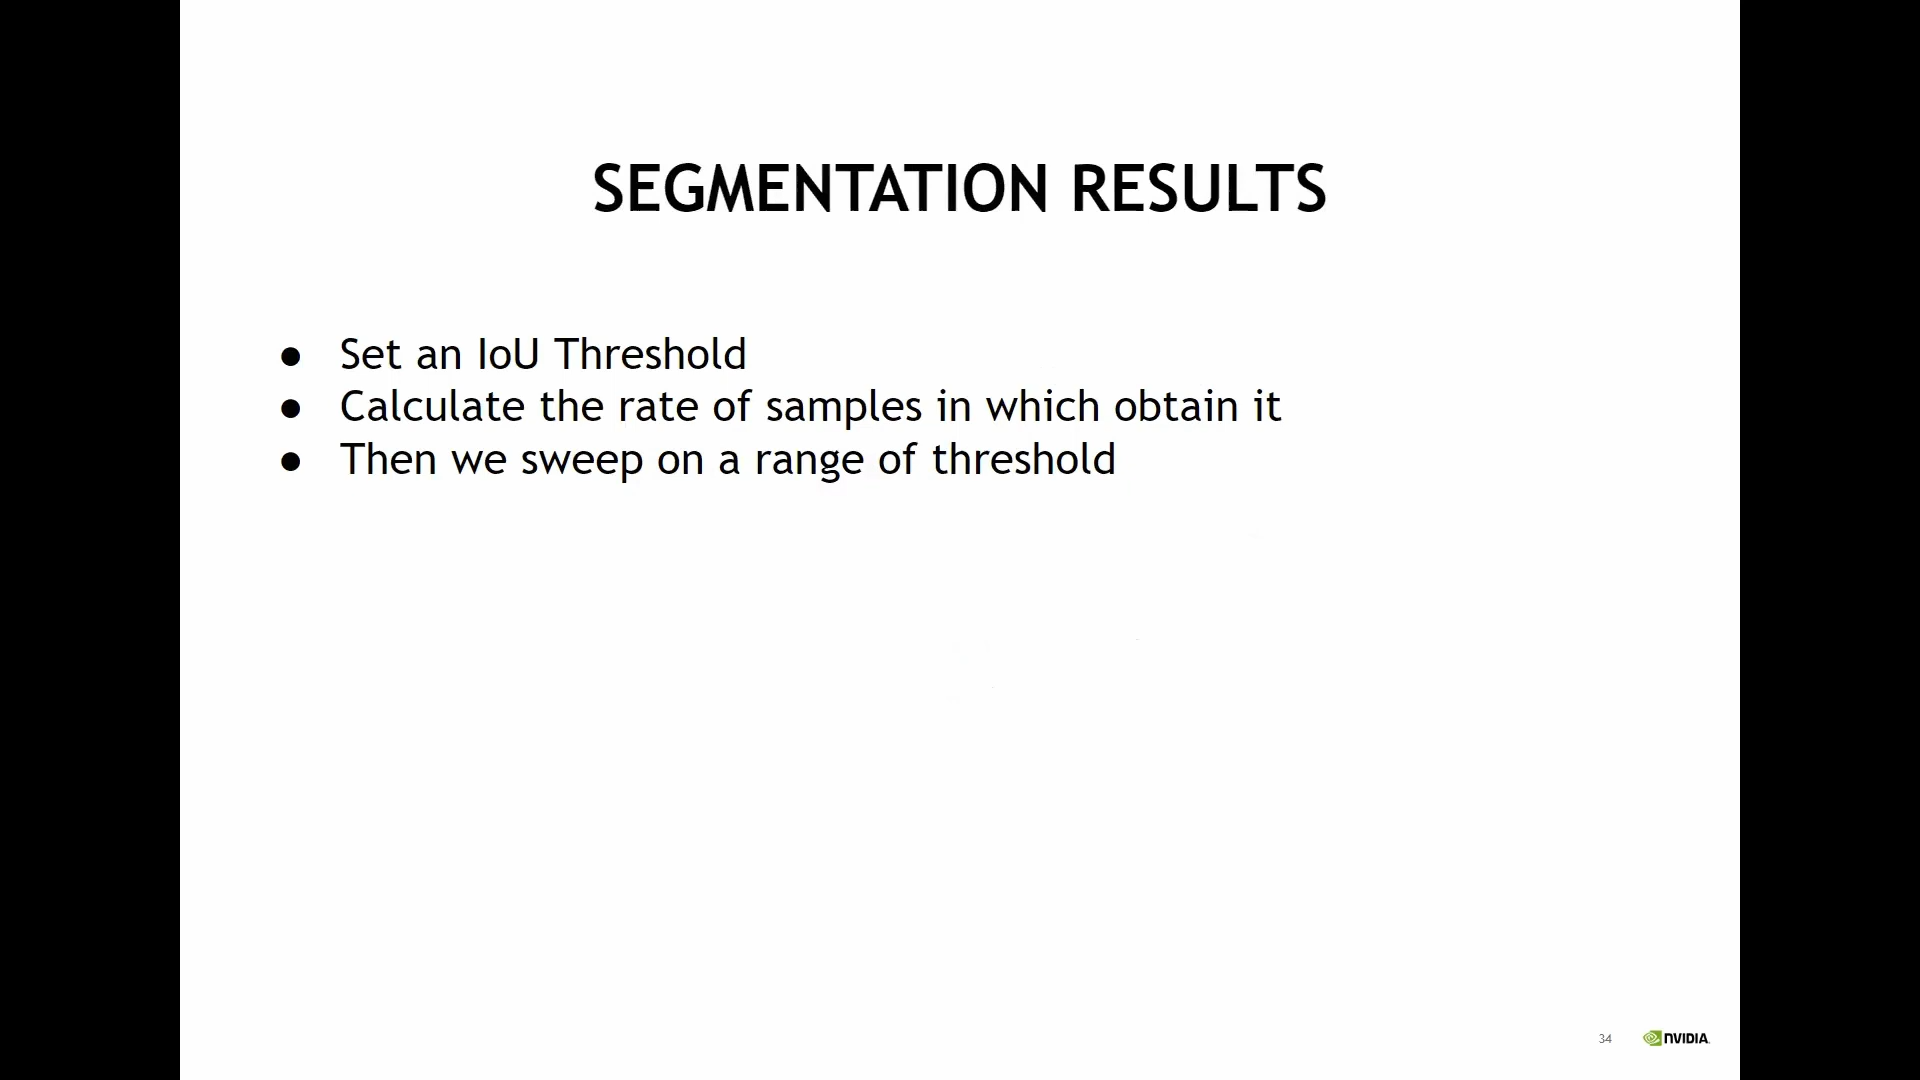 SEGMENTATION RESULTS
● Set an IoU Threshold
● Calculate the rate of samples in which obtain it
● Then we sweep on a range of threshold
34
NVIDIA.